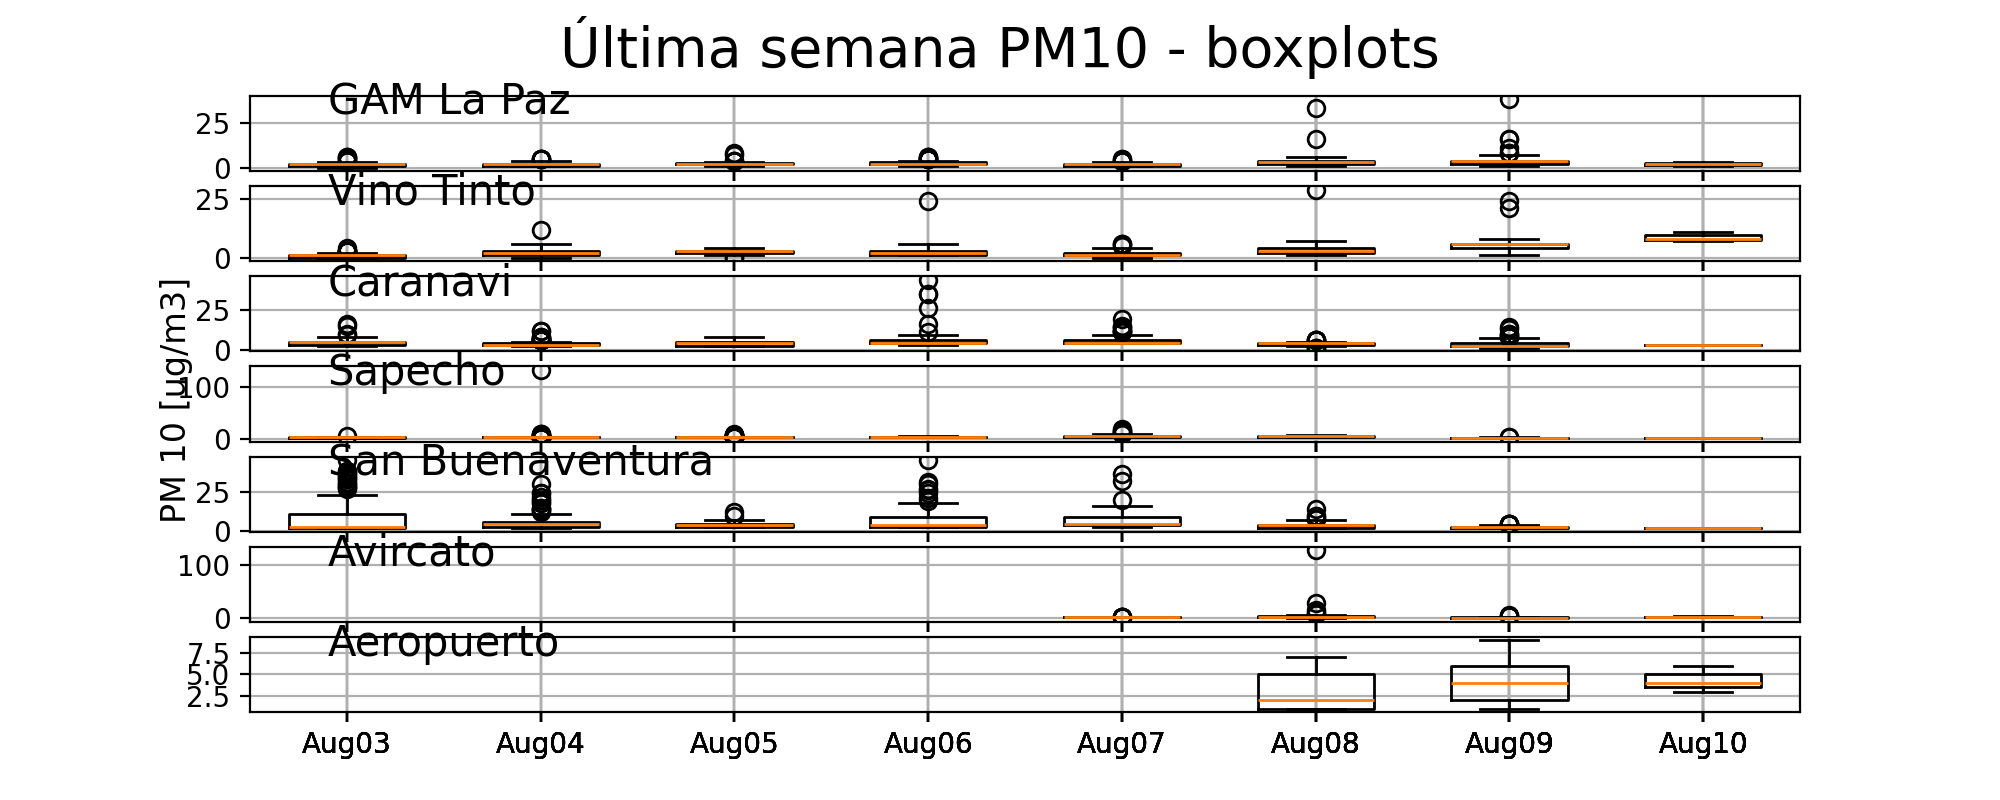 Última semana PM10 - boxplots
GAM La Paz
25
0
Vino Tinto
25
0
Caranavi
25
0
PM 10 [µg/m3]
Sapecho
100
0
San Buenaventura
25
0
Avircato
100
0
Aeropuerto
7.5
5.0
2.5
Aug03 Aug04 Aug05 Aug06 Aug07 Aug08 Aug09 Aug10